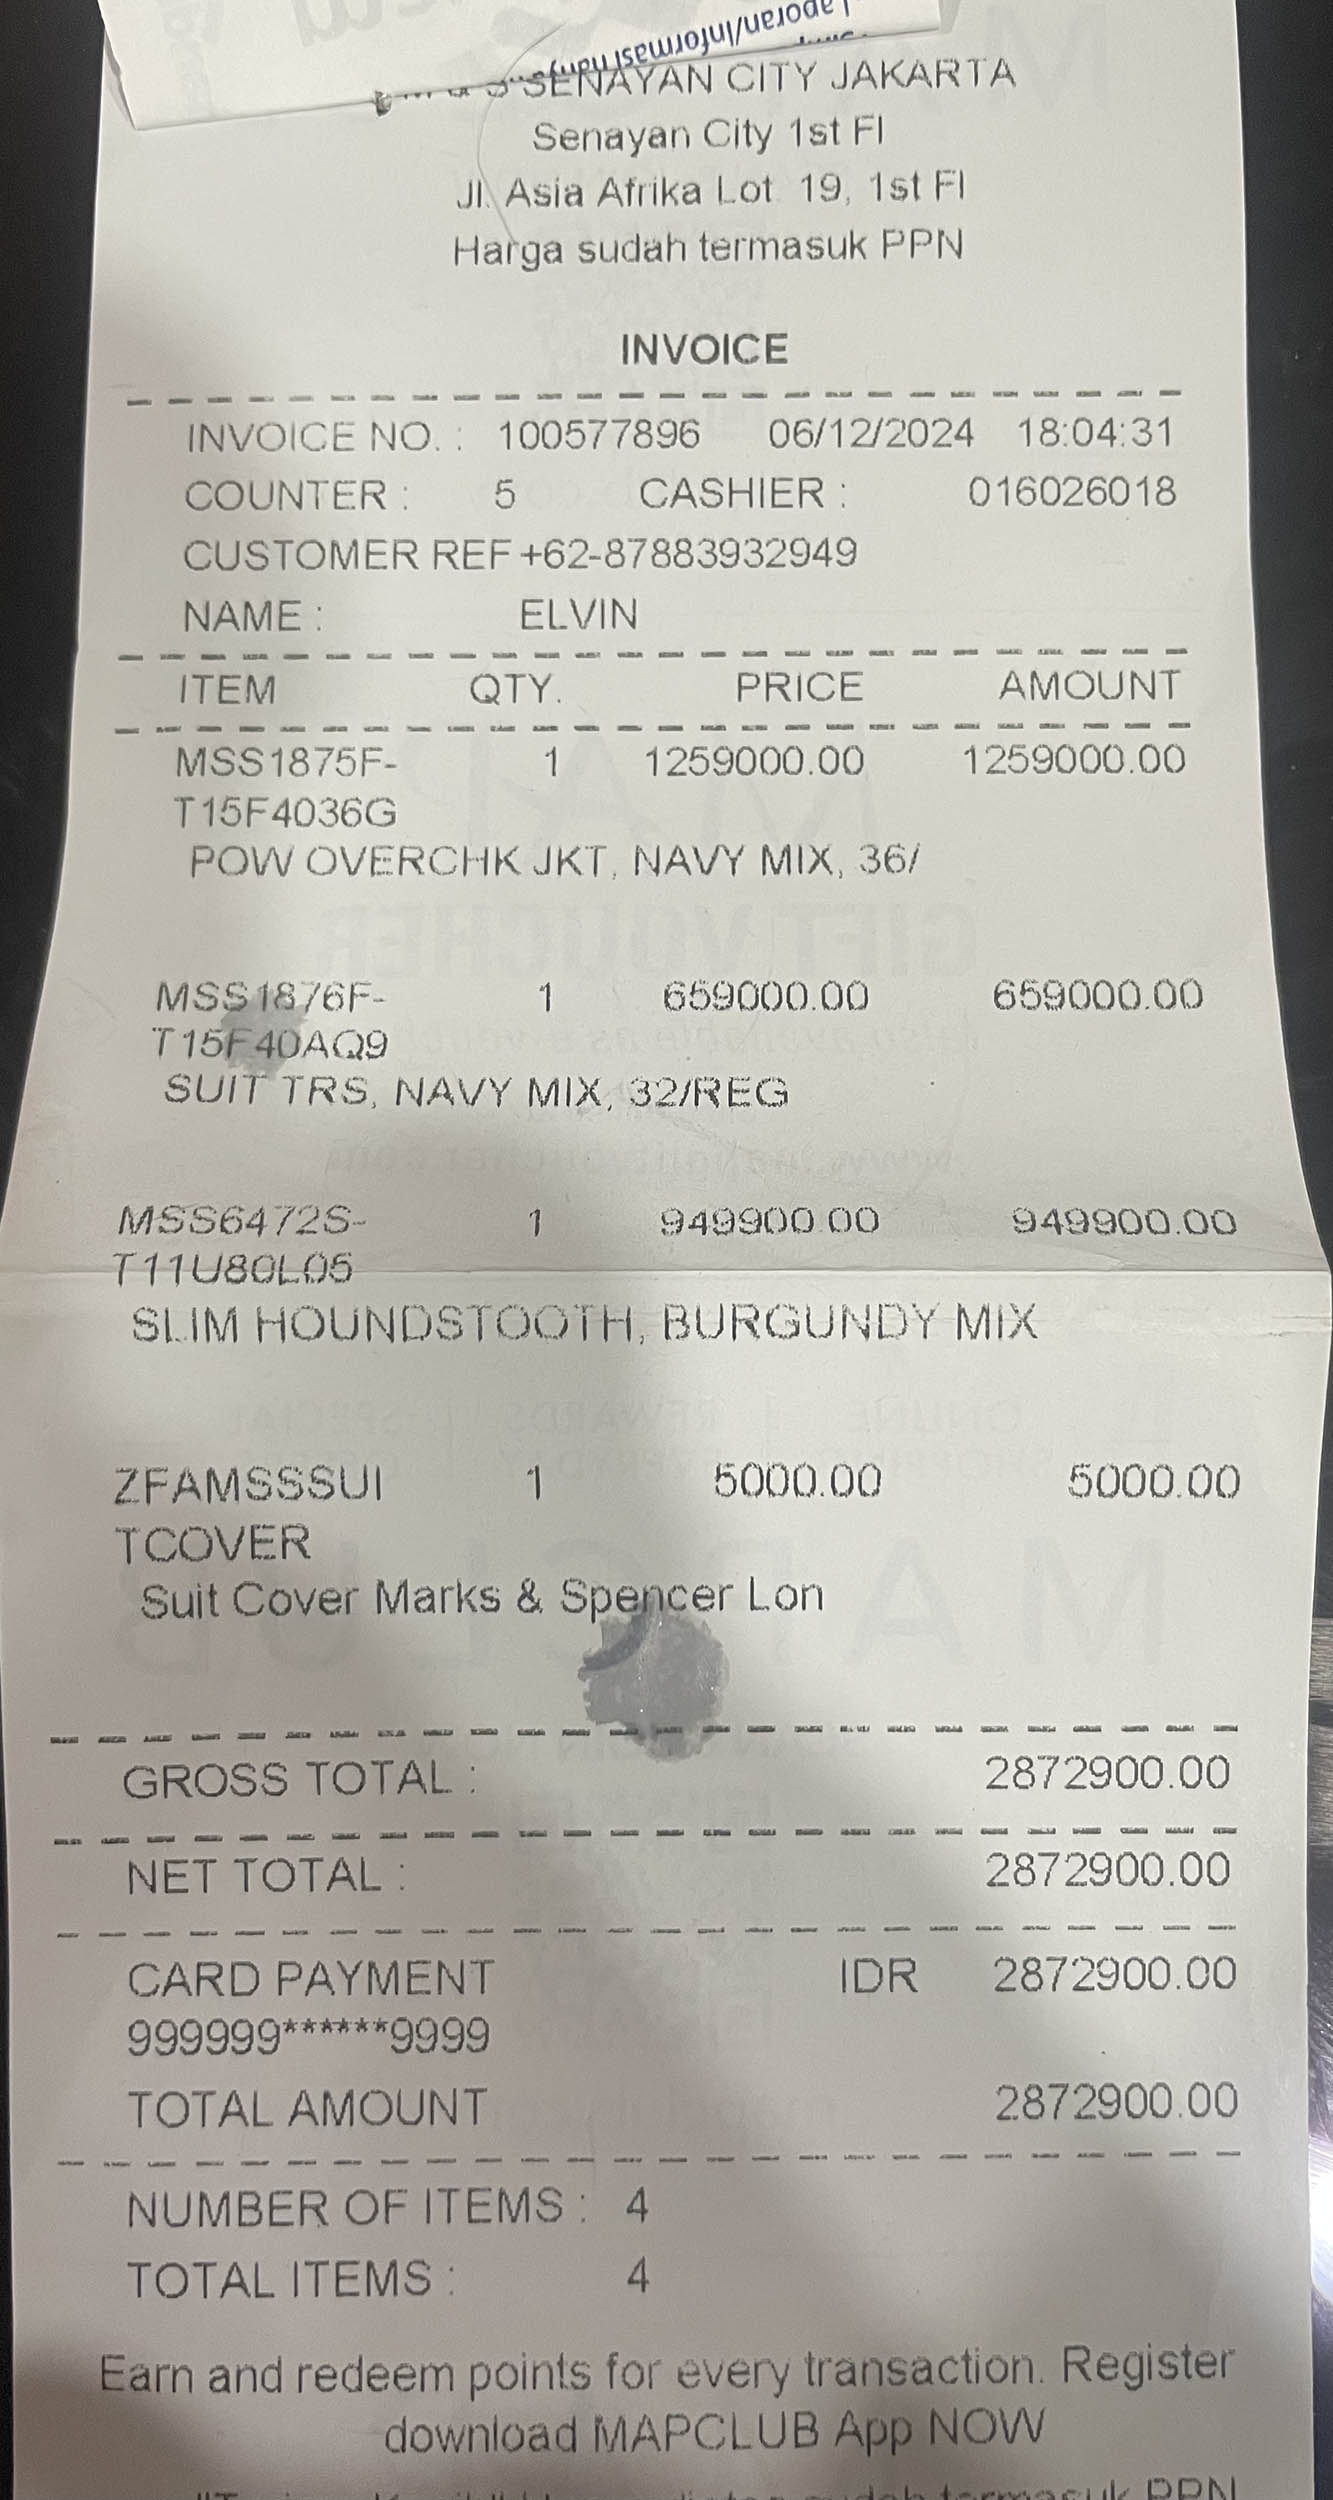 Laporan/Informasi
SENAYAN CITY JAKARTA
Senayan City 1st Fl
Jl. Asia Afrika Lot 19, 1st Fl
Harga sudah termasuk PPN
INVOICE
INVOICE NO. : 100577896 06/12/2024 18:04:31
COUNTER : 5 CASHIER : 016026018
CUSTOMER REF +62-87883932949
NAME : ELVIN
ITEM QTY. PRICE AMOUNT
MSS1875F- 1 1259000.00 1259000.00
T15F4036G
POW OVERCHK JKT, NAVY MIX, 36/
MSS1876F- 1 659000.00 659000.00
T15F40AQ9
SUIT TRS, NAVY MIX, 32/REG
MSS6472S- 1 949900.00 949900.00
T11U80L05
SLIM HOUNDSTOOTH, BURGUNDY MIX
ZFAMSSSUI 1 5000.00 5000.00
TCOVER
Suit Cover Marks & Spencer Lon
GROSS TOTAL : 2872900.00
NET TOTAL : 2872900.00
CARD PAYMENT IDR 2872900.00
999999******9999
TOTAL AMOUNT 2872900.00
NUMBER OF ITEMS : 4
TOTAL ITEMS : 4
Earn and redeem points for every transaction. Register
download MAPCLUB App NOW
sudah termasuk PPN